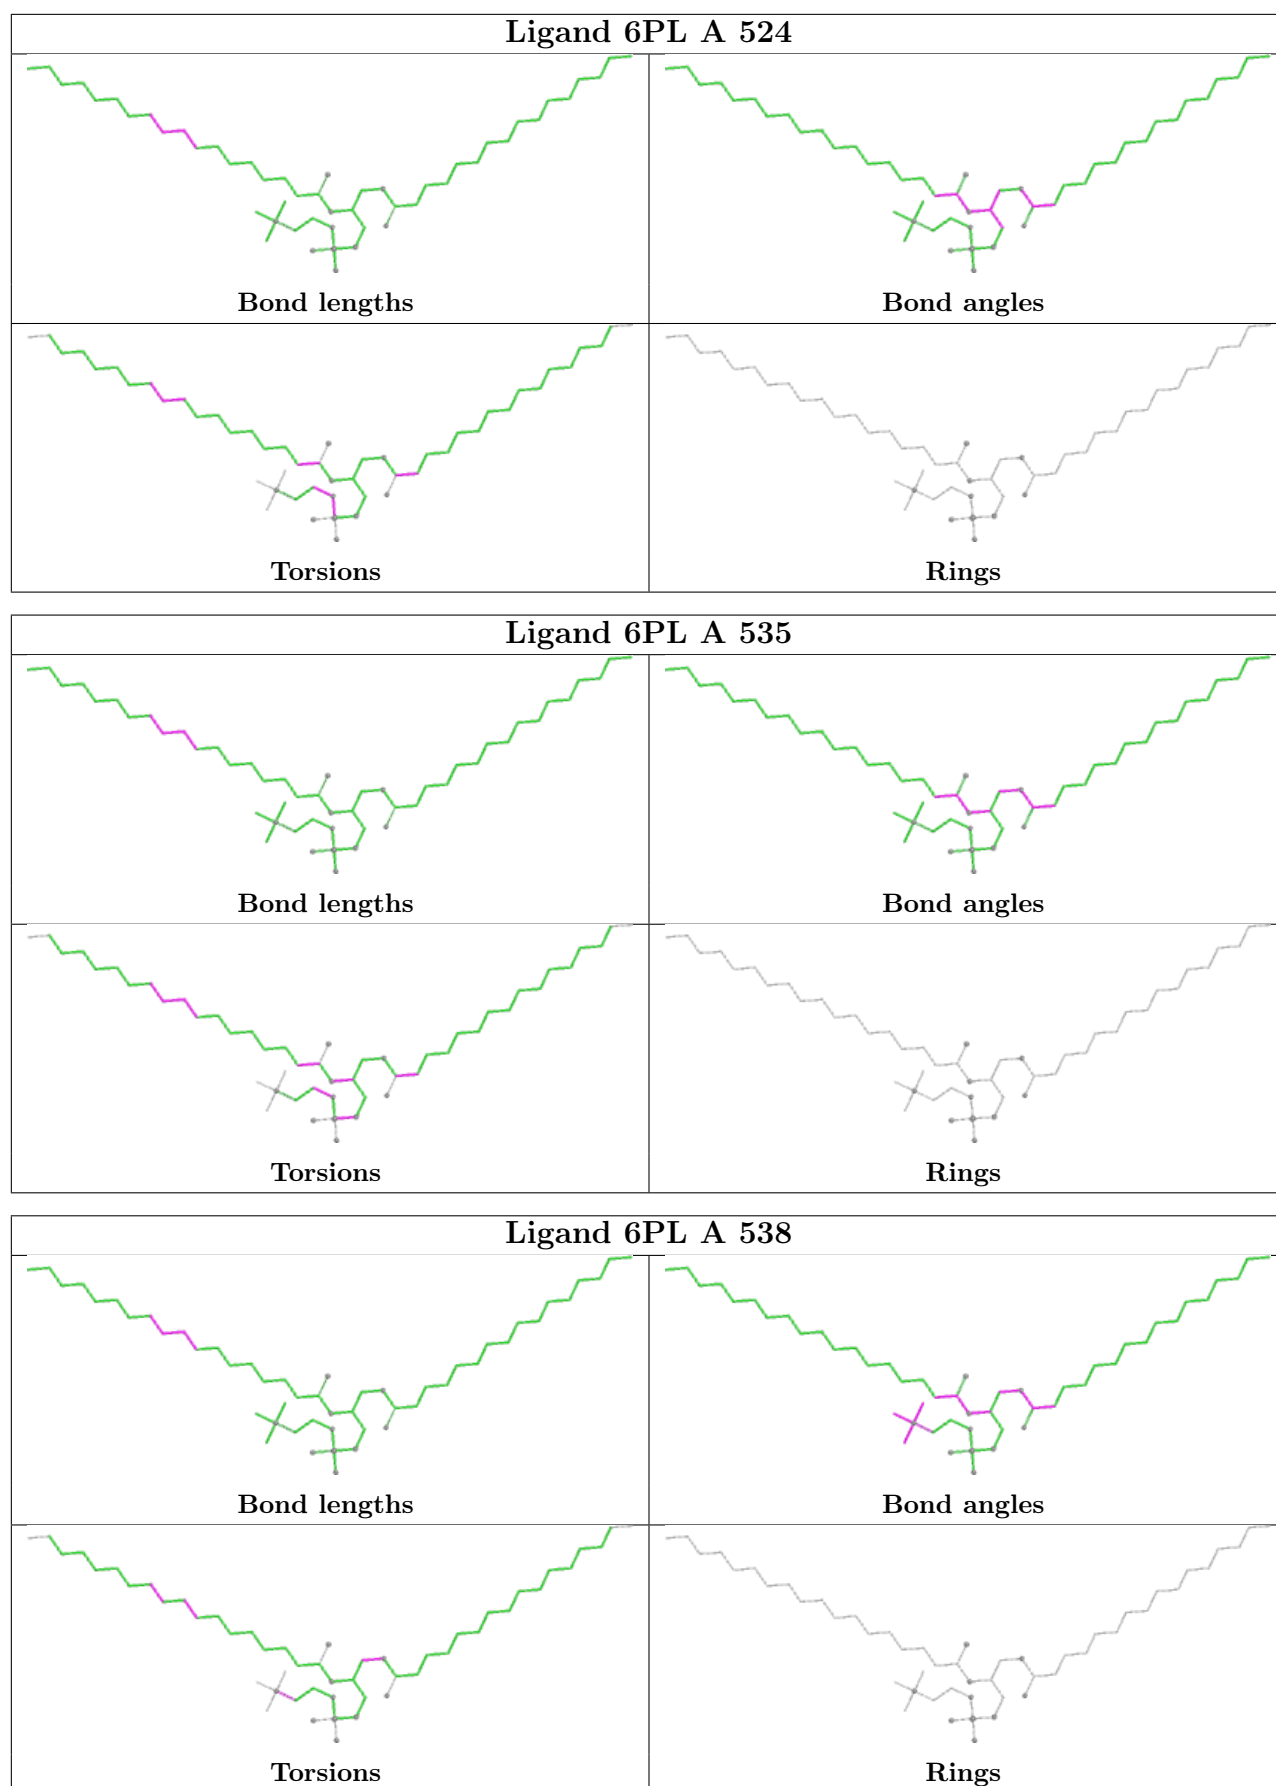 Ligand 6PL A 524
Bond lengths
Bond angles
Torsions
Rings
Ligand 6PL A 535
Bond lengths
Bond angles
Torsions
Rings
Ligand 6PL A 538
Bond lengths
Bond angles
Torsions
Rings